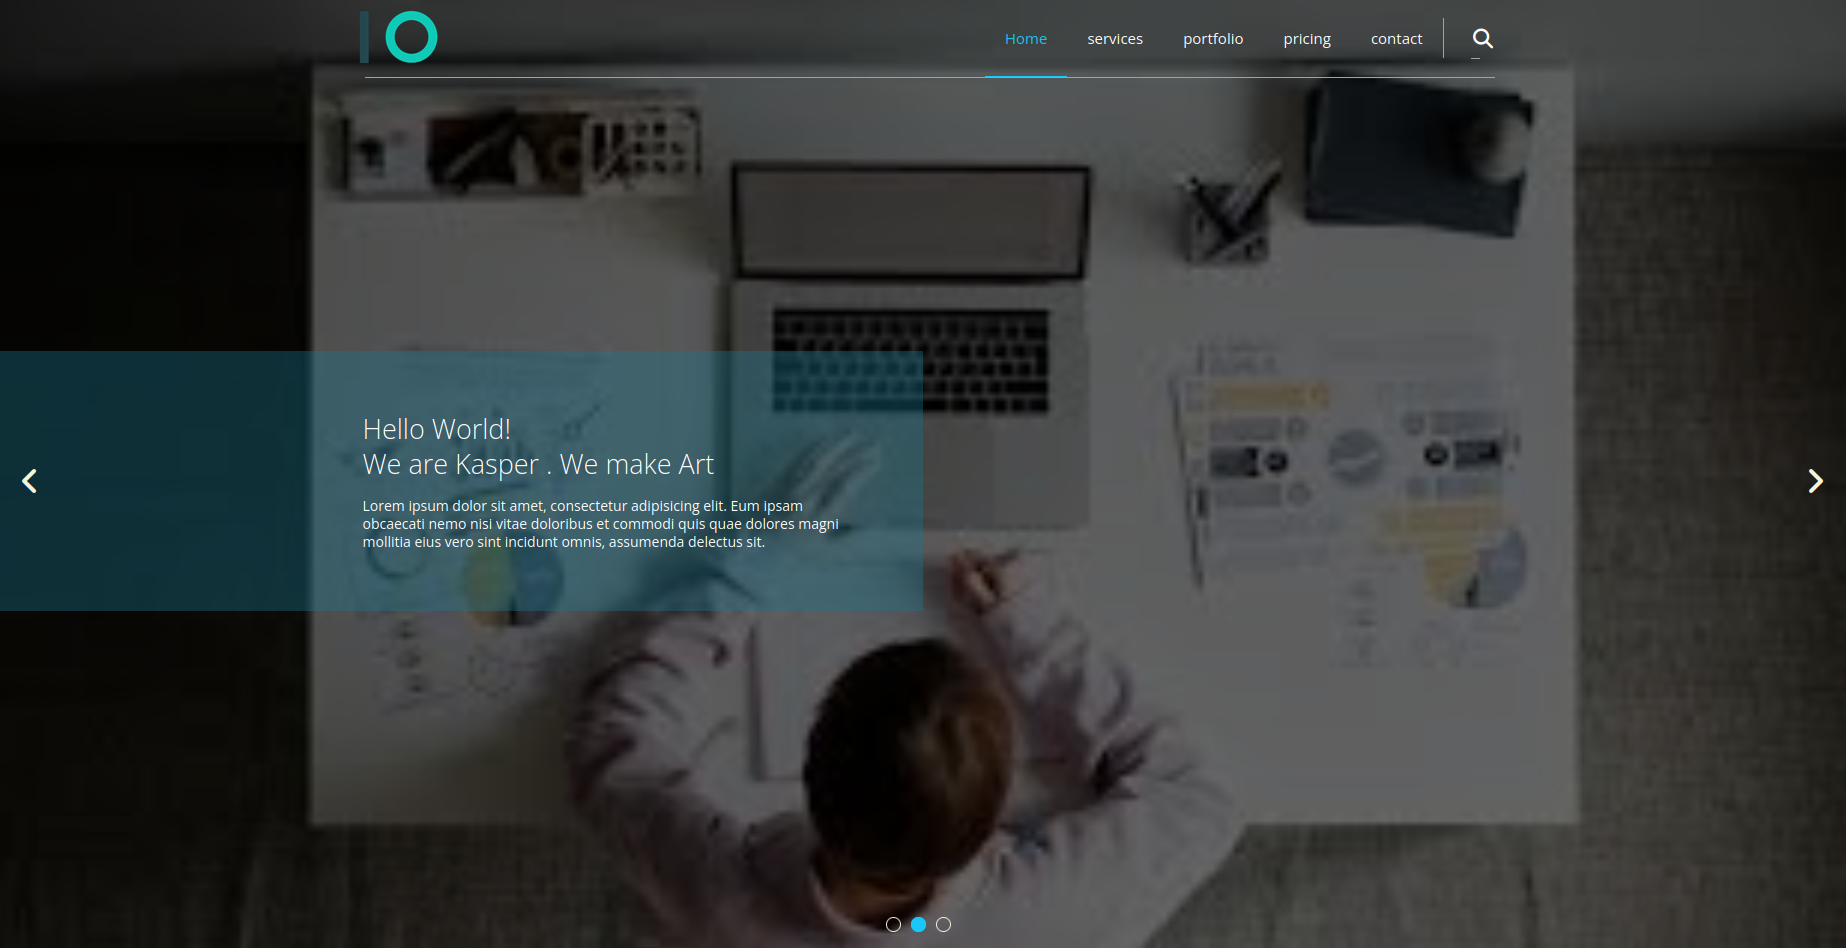 IO
Home services portfolio pricing contact
Hello World!
We are Kasper . We make Art
Lorem ipsum dolor sit amet, consectetur adipisicing elit. Eum ipsam
obcaecati nemo nisi vitae doloribus et commodi quis quae dolores magni
mollitia eius vero sint incidunt omnis, assumenda delectus sit.